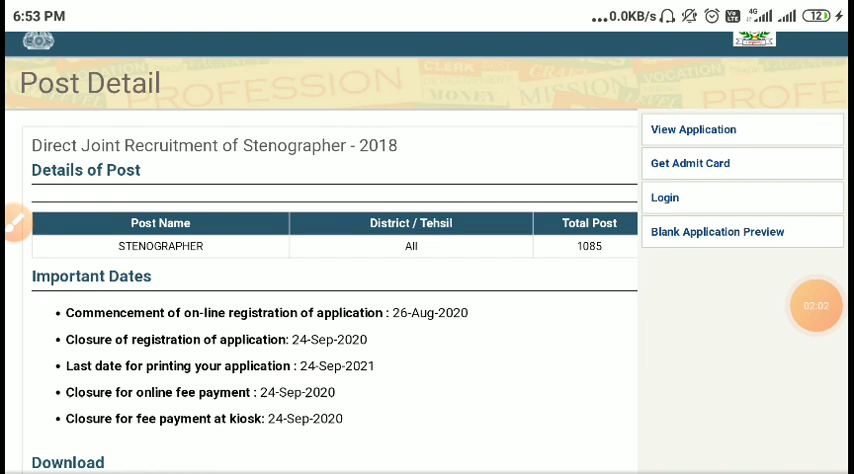 6:53 PM
...0.0KB/s
4G
12
Post Detail
PROFESSION
CLERK
MONEY
MISSION
VOCATION
PROFE
View Application
Get Admit Card
Login
Blank Application Preview
Direct Joint Recruitment of Stenographer - 2018
Details of Post
Post Name District / Tehsil Total Post
STENOGRAPHER All 1085
Important Dates
• Commencement of on-line registration of application : 26-Aug-2020
• Closure of registration of application: 24-Sep-2020
• Last date for printing your application : 24-Sep-2021
• Closure for online fee payment : 24-Sep-2020
• Closure for fee payment at kiosk: 24-Sep-2020
02:02
Download